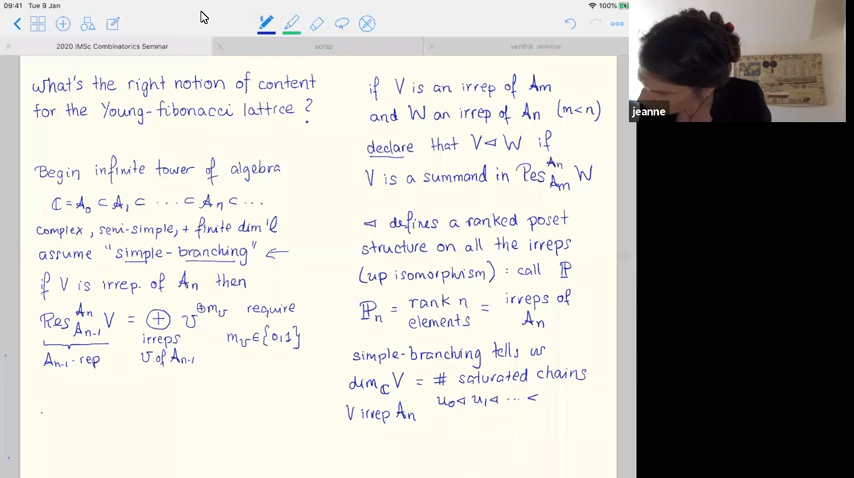 09:41 Tue 9 Jan
100%
2020 IMSc Combinatorics Seminar
scrap
vershik seminar
what's the right notion of content
for the Young-fibonacci lattice ?
Begin infinite tower of algebra
ℂ = A₀ ⊂ A₁ ⊂ ··· ⊂ Aₙ ⊂ ···
complex, semi-simple, + finite dim'l
assume "simple-branching" ←
if V is irrep. of Aₙ then
Res^{Aₙ}_{Aₙ₋₁} V = ⊕ v^{⊕mᵥ} require
irreps mᵥ ∈ {0,1}
Aₙ₋₁-rep v of Aₙ₋₁
if V is an irrep of Aₘ
and W an irrep of Aₙ (m<n)
declare that V ⊲ W if
V is a summand in Res^{Aₙ}_{Aₘ} W
⊲ defines a ranked poset
structure on all the irreps
(up isomorphism) : call ℙ
ℙₙ = rank n elements = irreps of Aₙ
simple-branching tells us
dim_ℂ V = # saturated chains
V irrep Aₙ u₀ ⊲ u₁ ⊲ ··· <
jeanne